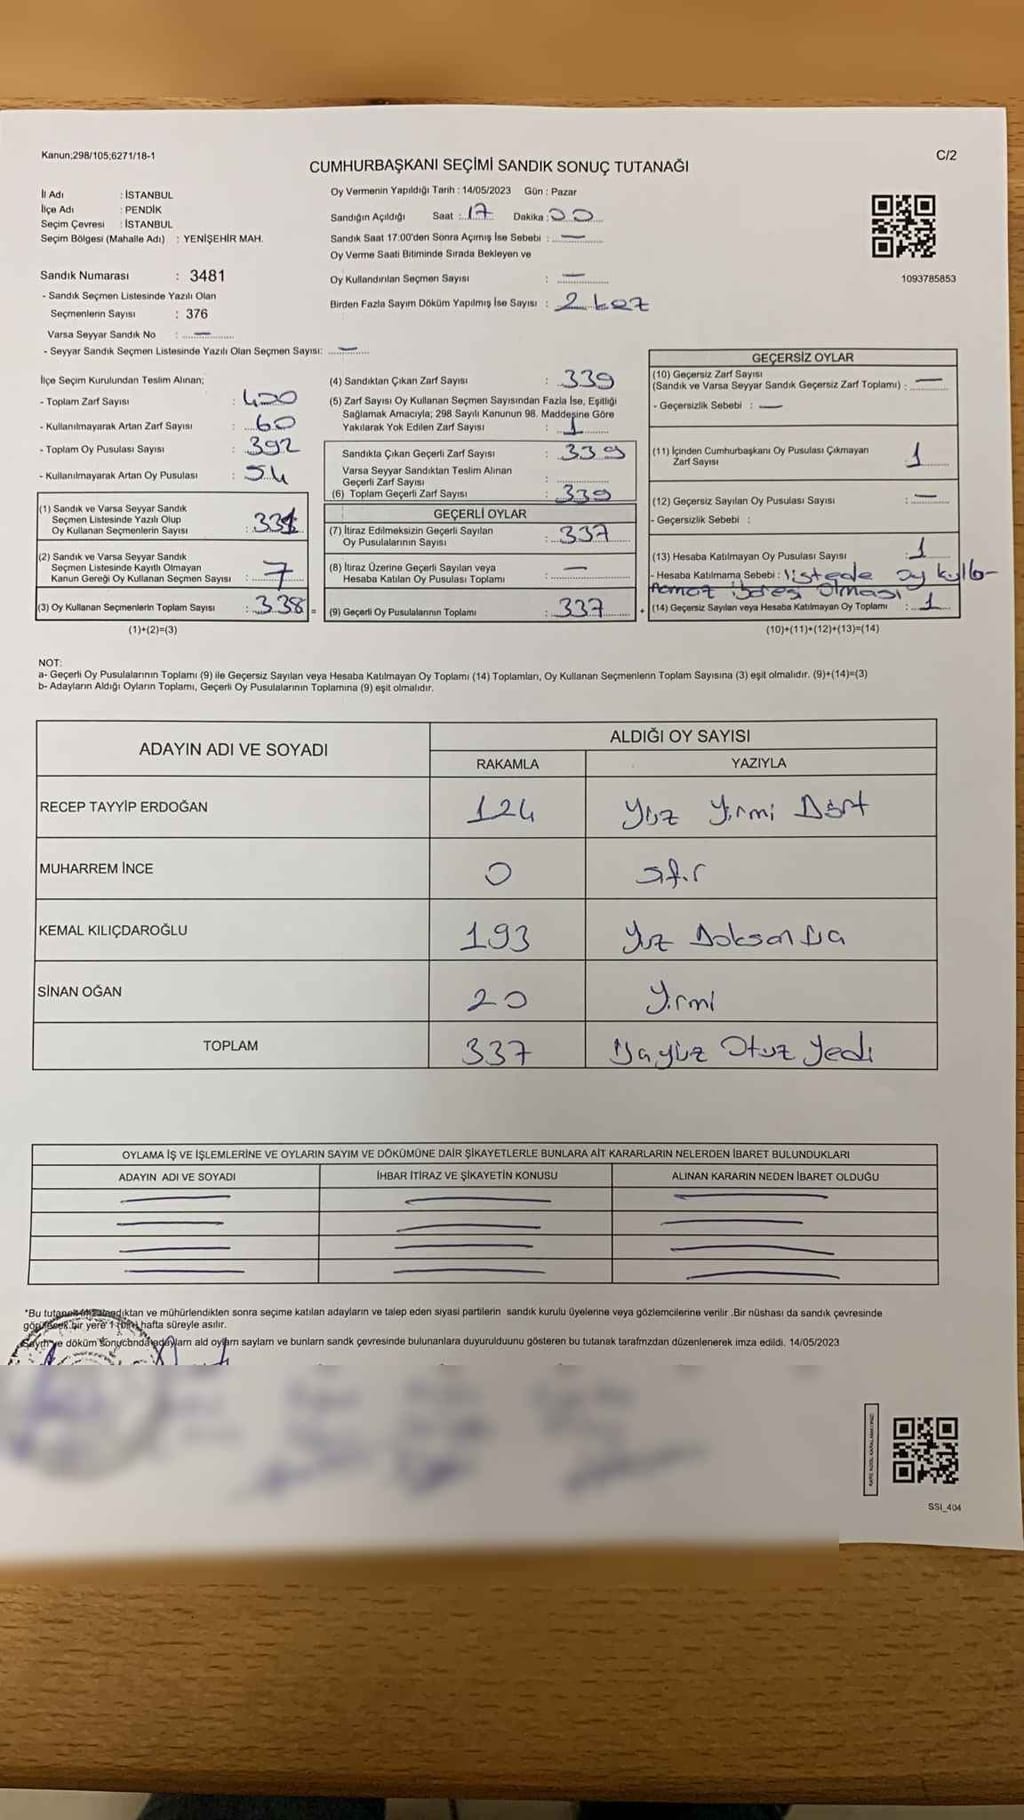 Kanun;298/105;6271/18-1
C/2
CUMHURBAŞKANI SEÇİMİ SANDIK SONUÇ TUTANAĞI
İl Adı : İSTANBUL
İlçe Adı : PENDİK
Seçim Çevresi : İSTANBUL
Seçim Bölgesi (Mahalle Adı) : YENİŞEHİR MAH.
Oy Vermenin Yapıldığı Tarih : 14/05/2023 Gün : Pazar
Sandığın Açıldığı Saat : 17 Dakika : 00
Sandık Saat 17:00'den Sonra Açımış İse Sebebi : —
Oy Verme Saati Bitiminde Sırada Bekleyen ve
Oy Kullandırılan Seçmen Sayısı : —
Birden Fazla Sayım Döküm Yapılmış İse Sayısı : 2 kez
1093785853
Sandık Numarası : 3481
- Sandık Seçmen Listesinde Yazılı Olan
Seçmenlerin Sayısı : 376
Varsa Seyyar Sandık No : —
- Seyyar Sandık Seçmen Listesinde Yazılı Olan Seçmen Sayısı: —
İlçe Seçim Kurulundan Teslim Alınan;
- Toplam Zarf Sayısı : 400
- Kullanılmayarak Artan Zarf Sayısı : 60
- Toplam Oy Pusulası Sayısı : 392
- Kullanılmayarak Artan Oy Pusulası : 54
(1) Sandık ve Varsa Seyyar Sandık
Seçmen Listesinde Yazılı Olup
Oy Kullanan Seçmenlerin Sayısı : 331
(2) Sandık ve Varsa Seyyar Sandık
Seçmen Listesinde Kayıtlı Olmayan
Kanun Gereği Oy Kullanan Seçmen Sayısı : 7
(3) Oy Kullanan Seçmenlerin Toplam Sayısı : 338 =
(1)+(2)=(3)
(4) Sandıktan Çıkan Zarf Sayısı : 339
(5) Zarf Sayısı Oy Kullanan Seçmen Sayısından Fazla İse, Eşitliği
Sağlamak Amacıyla; 298 Sayılı Kanunun 98. Maddesine Göre
Yakılarak Yok Edilen Zarf Sayısı : 1
Sandıkta Çıkan Geçerli Zarf Sayısı : 339
Varsa Seyyar Sandıktan Teslim Alınan
Geçerli Zarf Sayısı :
(6) Toplam Geçerli Zarf Sayısı : 339
GEÇERLİ OYLAR
(7) İtiraz Edilmeksizin Geçerli Sayılan
Oy Pusulalarının Sayısı : 337
(8) İtiraz Üzerine Geçerli Sayılan veya
Hesaba Katılan Oy Pusulası Toplamı : —
(9) Geçerli Oy Pusulalarının Toplamı : 337 +
GEÇERSİZ OYLAR
(10) Geçersiz Zarf Sayısı
(Sandık ve Varsa Seyyar Sandık Geçersiz Zarf Toplamı) : —
- Geçersizlik Sebebi : —
(11) İçinden Cumhurbaşkanı Oy Pusulası Çıkmayan
Zarf Sayısı : 1
(12) Geçersiz Sayılan Oy Pusulası Sayısı : —
- Geçersizlik Sebebi :
(13) Hesaba Katılmayan Oy Pusulası Sayısı : 1
- Hesaba Katılmama Sebebi : listede oy kulla-
namaz ibaresi olması
(14) Geçersiz Sayılan veya Hesaba Katılmayan Oy Toplamı : 1
(10)+(11)+(12)+(13)=(14)
NOT:
a- Geçerli Oy Pusulalarının Toplamı (9) ile Geçersiz Sayılan veya Hesaba Katılmayan Oy Toplamı (14) Toplamları, Oy Kullanan Seçmenlerin Toplam Sayısına (3) eşit olmalıdır. (9)+(14)=(3)
b- Adayların Aldığı Oyların Toplamı, Geçerli Oy Pusulalarının Toplamına (9) eşit olmalıdır.
ADAYIN ADI VE SOYADI
ALDIĞI OY SAYISI
RAKAMLA YAZIYLA
RECEP TAYYİP ERDOĞAN 124 Yüz Yirmi Dört
MUHARREM İNCE 0 sıfır
KEMAL KILIÇDAROĞLU 193 Yüz Doksan
SİNAN OĞAN 20 Yirmi
TOPLAM 337 Otuz Yedi
OYLAMA İŞ VE İŞLEMLERİNE VE OYLARIN SAYIM VE DÖKÜMÜNE DAİR ŞİKAYETLERLE BUNLARA AİT KARARLARIN NELERDEN İBARET BULUNDUKLARI
ADAYIN ADI VE SOYADI İHBAR İTİRAZ VE ŞİKAYETİN KONUSU ALINAN KARARIN NEDEN İBARET OLDUĞU
*Bu tutanak ve mühürlendikten sonra seçime katılan adayların ve talep eden siyasi partilerin sandık kurulu üyelerine veya gözlemcilerine verilir .Bir nüshası da sandık çevresinde
bir yere 1 (bir) hafta süreyle asılır.
ve döküm sonucunda ald oylarn saylam ve bunlarn sandk çevresinde bulunanlara duyurulduunu gösteren bu tutanak tarafmzdan düzenlenerek imza edildi. 14/05/2023
SSI_404